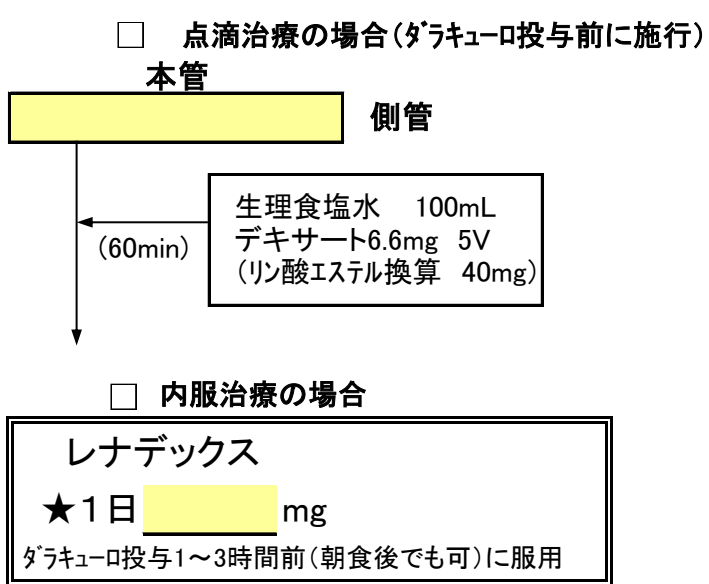 □ 点滴治療の場合(ダラキューロ投与前に施行)
本管
側管
生理食塩水 100mL
デキサート6.6mg 5V
(リン酸エステル換算 40mg)
(60min)
□ 内服治療の場合
レナデックス
★1日 mg
ダラキューロ投与1~3時間前(朝食後でも可)に服用